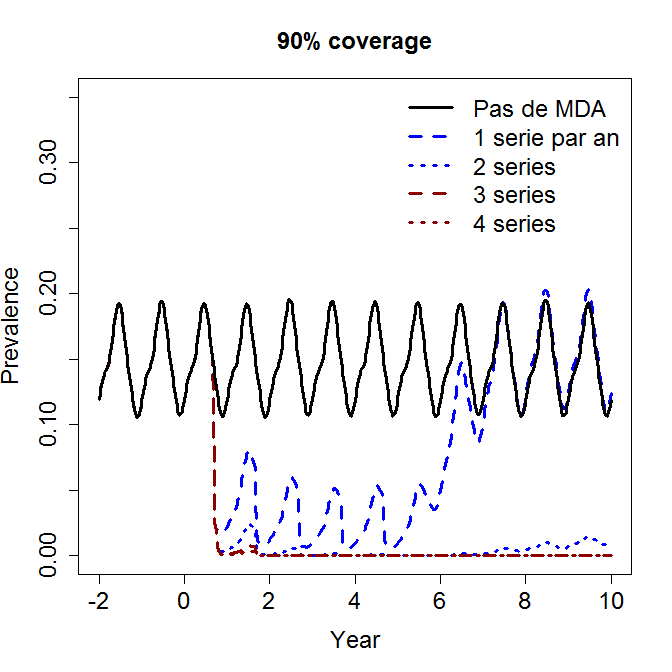 90% coverage
Pas de MDA
1 serie par an
2 series
3 series
4 series
Prevalence
0.30
0.20
0.10
0.00
-2 0 2 4 6 8 10
Year